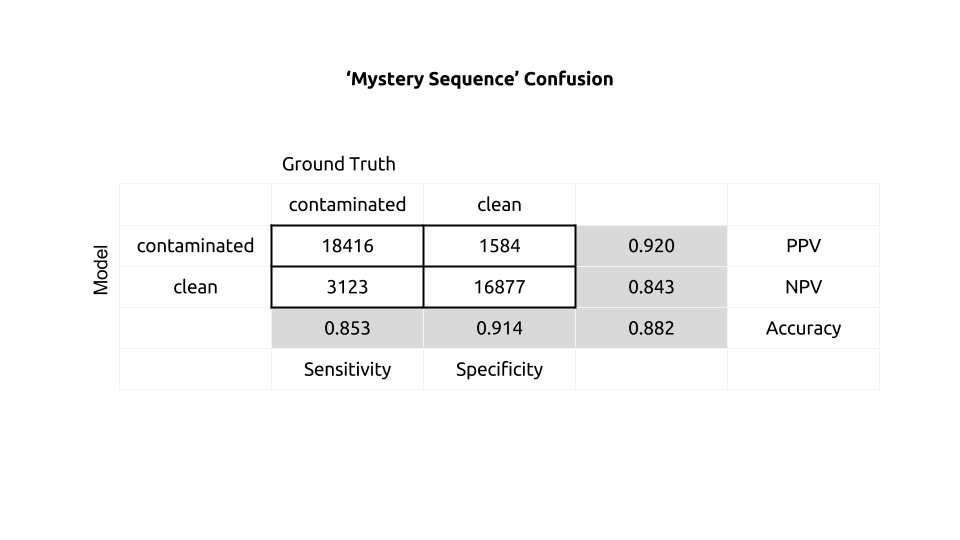 ‘Mystery Sequence’ Confusion
Ground Truth
contaminated clean
Model
contaminated 18416 1584 0.920 PPV
clean 3123 16877 0.843 NPV
0.853 0.914 0.882 Accuracy
Sensitivity Specificity